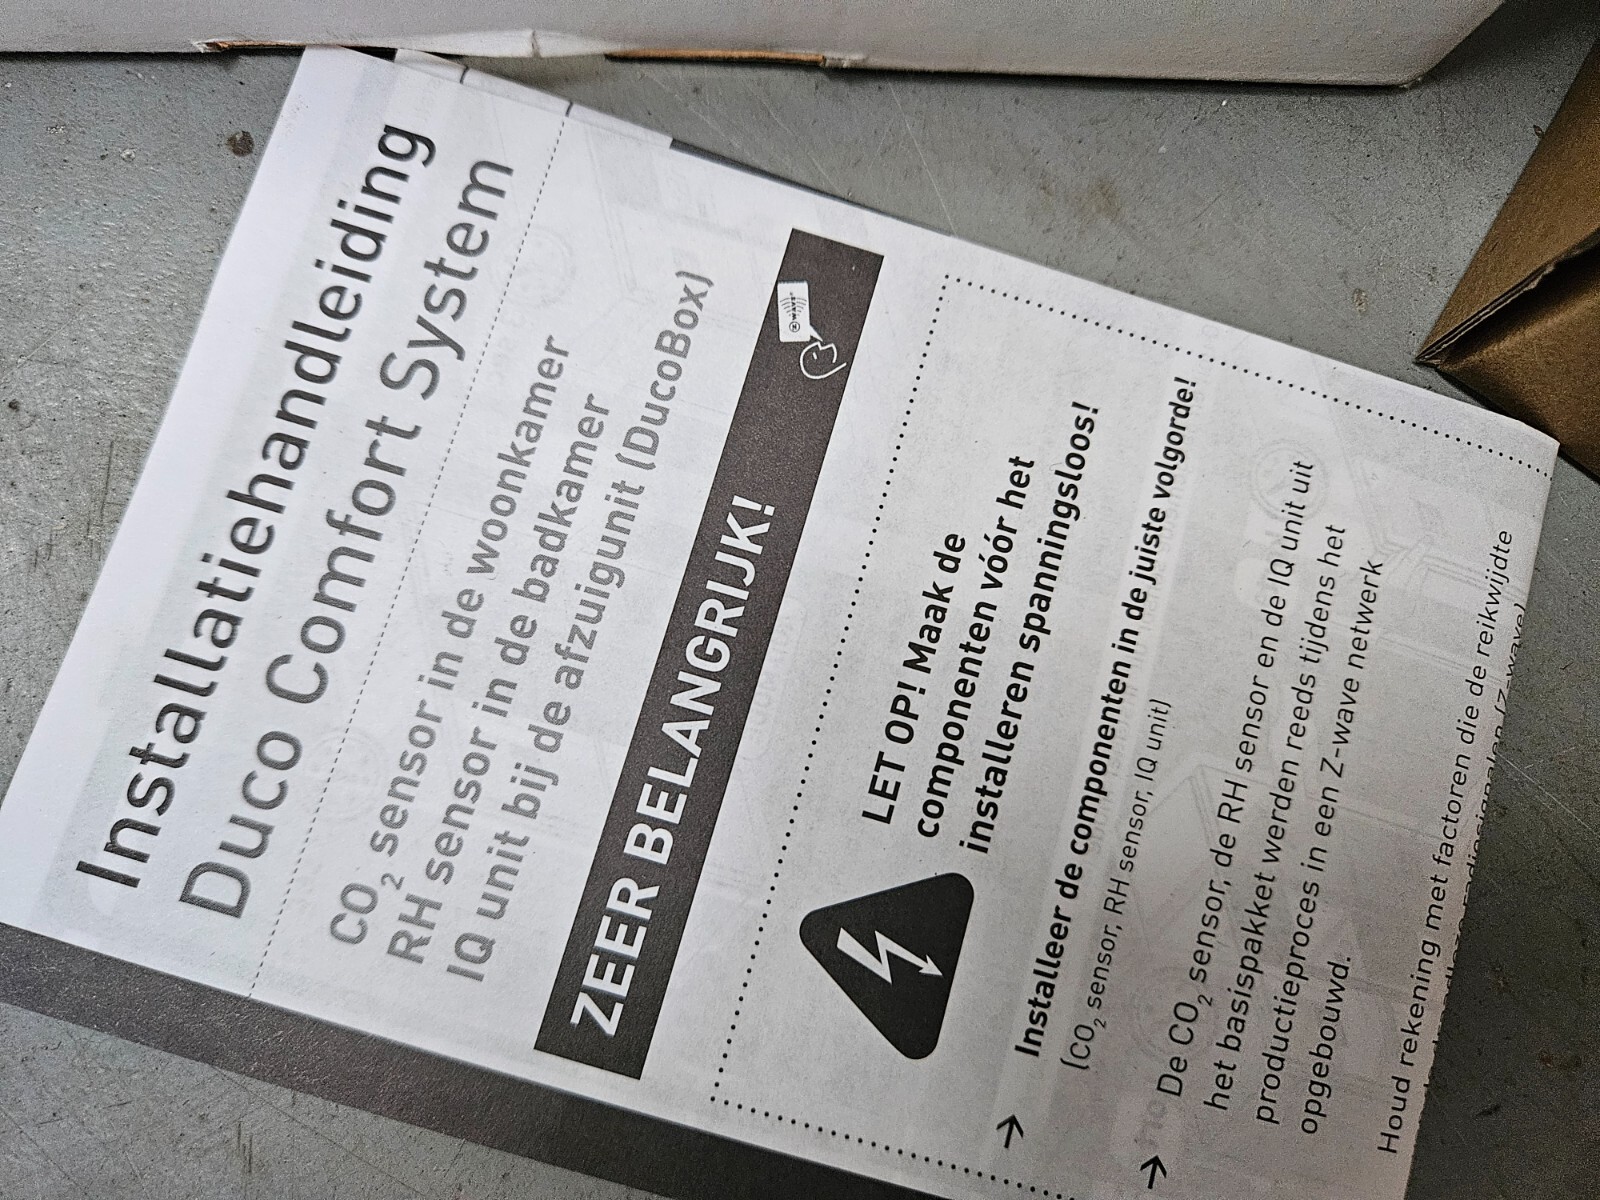 Installatiehandleiding
Duco Comfort System
CO₂ sensor in de woonkamer
RH sensor in de badkamer
IQ unit bij de afzuigunit (DucoBox)
ZEER BELANGRIJK!
Z WAVE
LET OP! Maak de
componenten vóór het
installeren spanningsloos!
→ Installeer de componenten in de juiste volgorde!
(CO₂ sensor, RH sensor, IQ unit)
→ De CO₂ sensor, de RH sensor en de IQ unit uit
het basispakket werden reeds tijdens het
productieproces in een Z-wave netwerk
opgebouwd.
Houd rekening met factoren die de reikwijdte
radiosignalen (Z-wave)